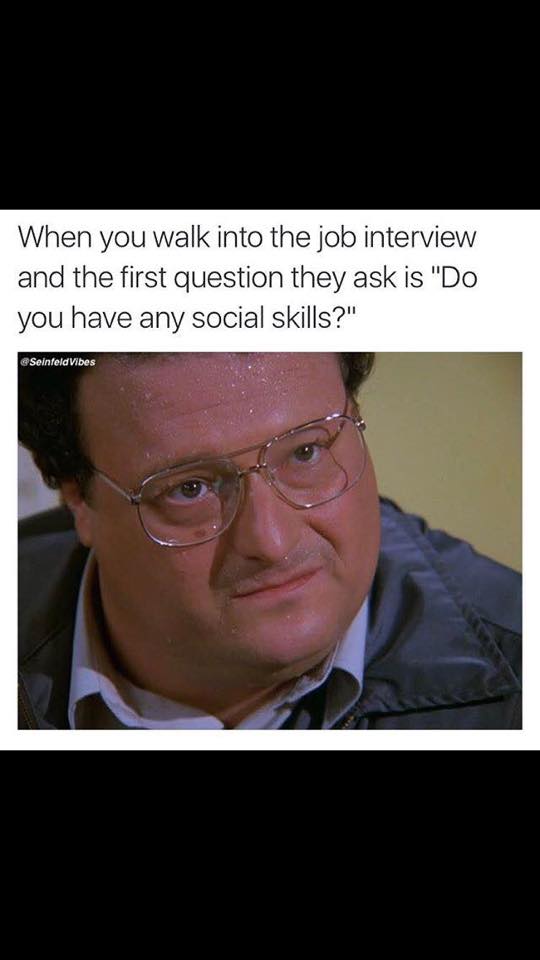 When you walk into the job interview
and the first question they ask is "Do
you have any social skills?"
@SeinfeldVibes